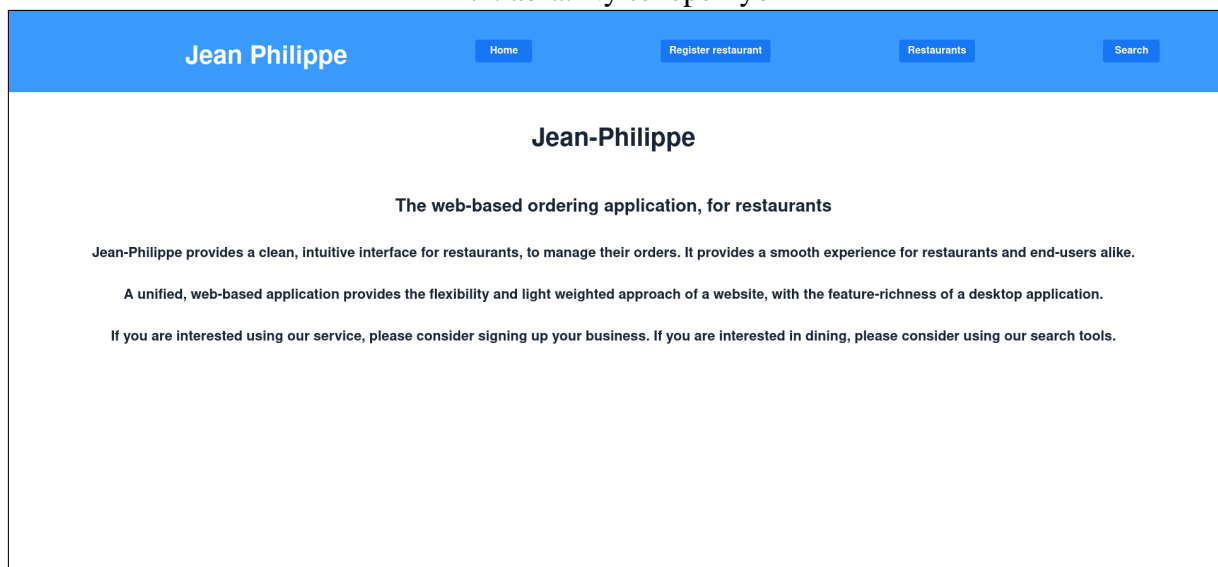 Jean Philippe
Home
Register restaurant
Restaurants
Search
Jean-Philippe
The web-based ordering application, for restaurants
Jean-Philippe provides a clean, intuitive interface for restaurants, to manage their orders. It provides a smooth experience for restaurants and end-users alike.
A unified, web-based application provides the flexibility and light weighted approach of a website, with the feature-richness of a desktop application.
If you are interested using our service, please consider signing up your business. If you are interested in dining, please consider using our search tools.